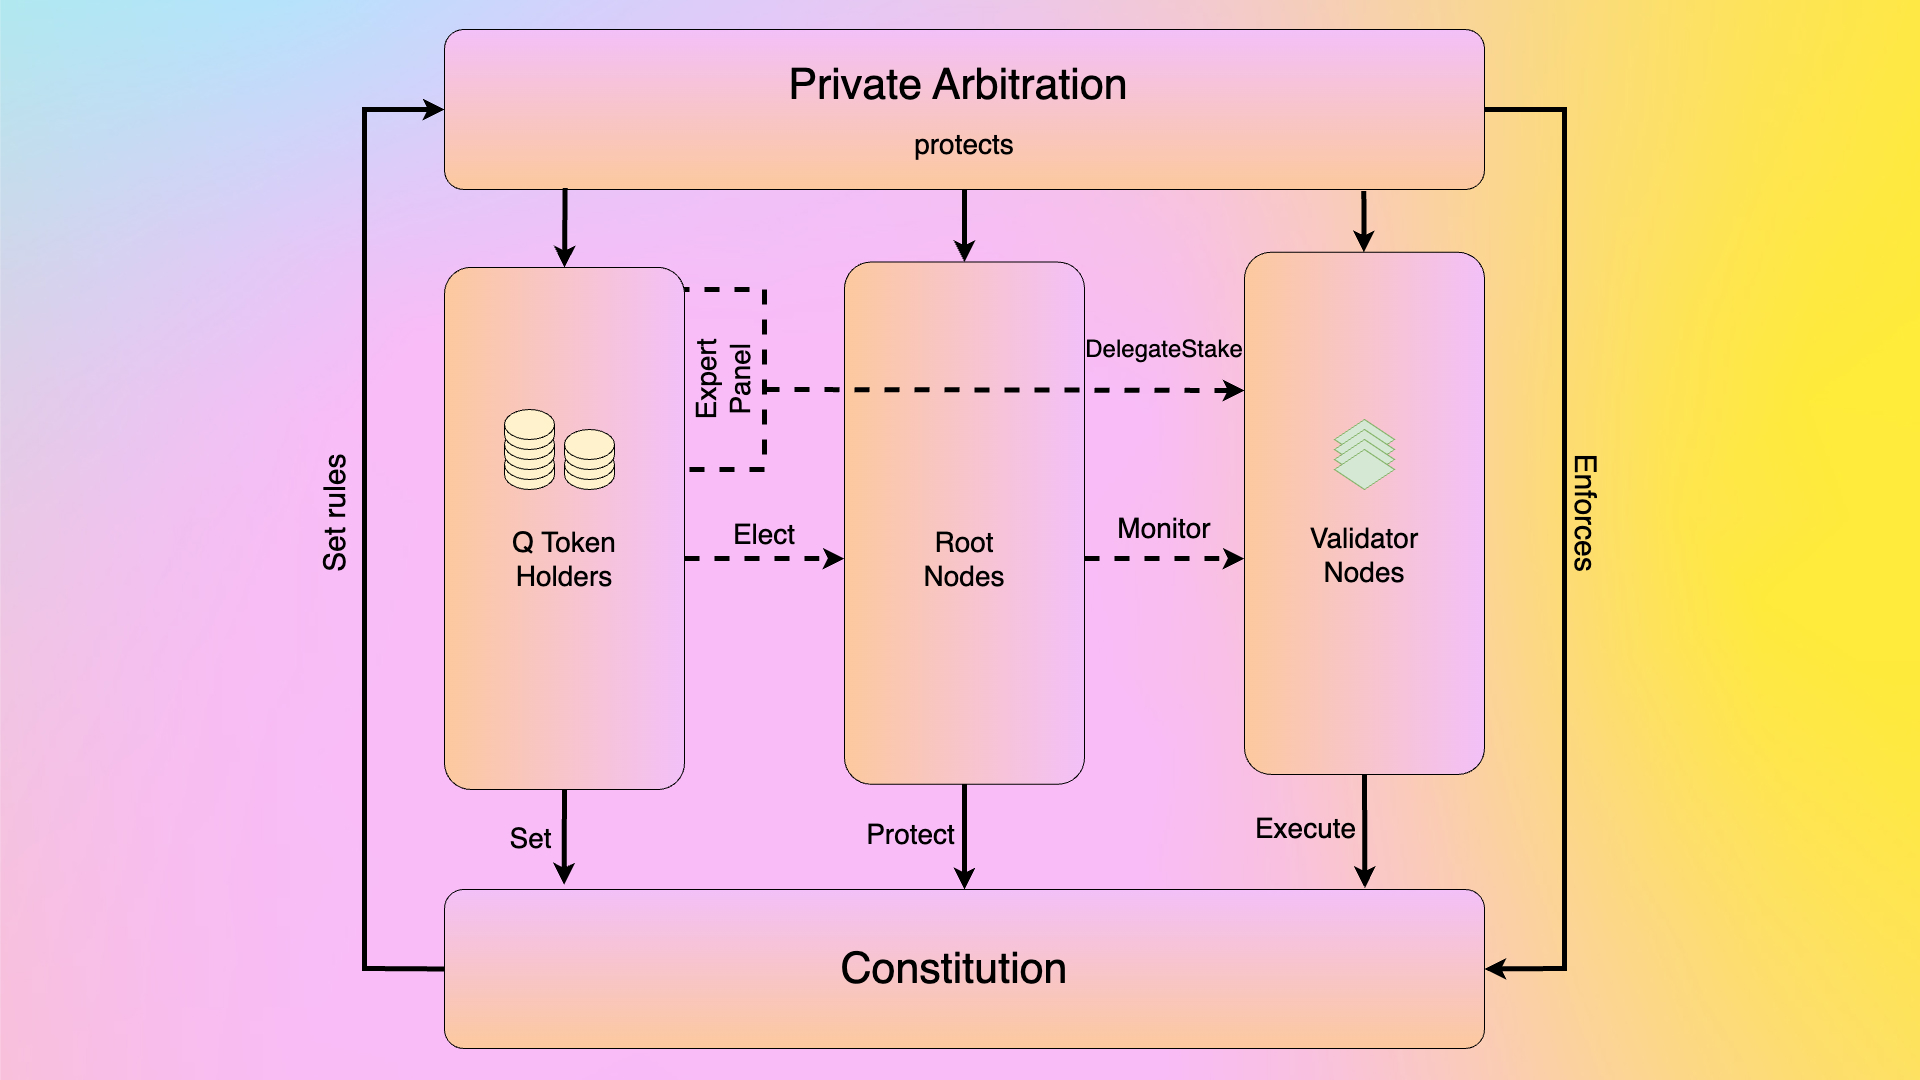 Private Arbitration
protects
Expert
Panel
DelegateStake
Set rules
Q Token
Holders
Elect
Root
Nodes
Monitor
Validator
Nodes
Enforces
Set
Protect
Execute
Constitution